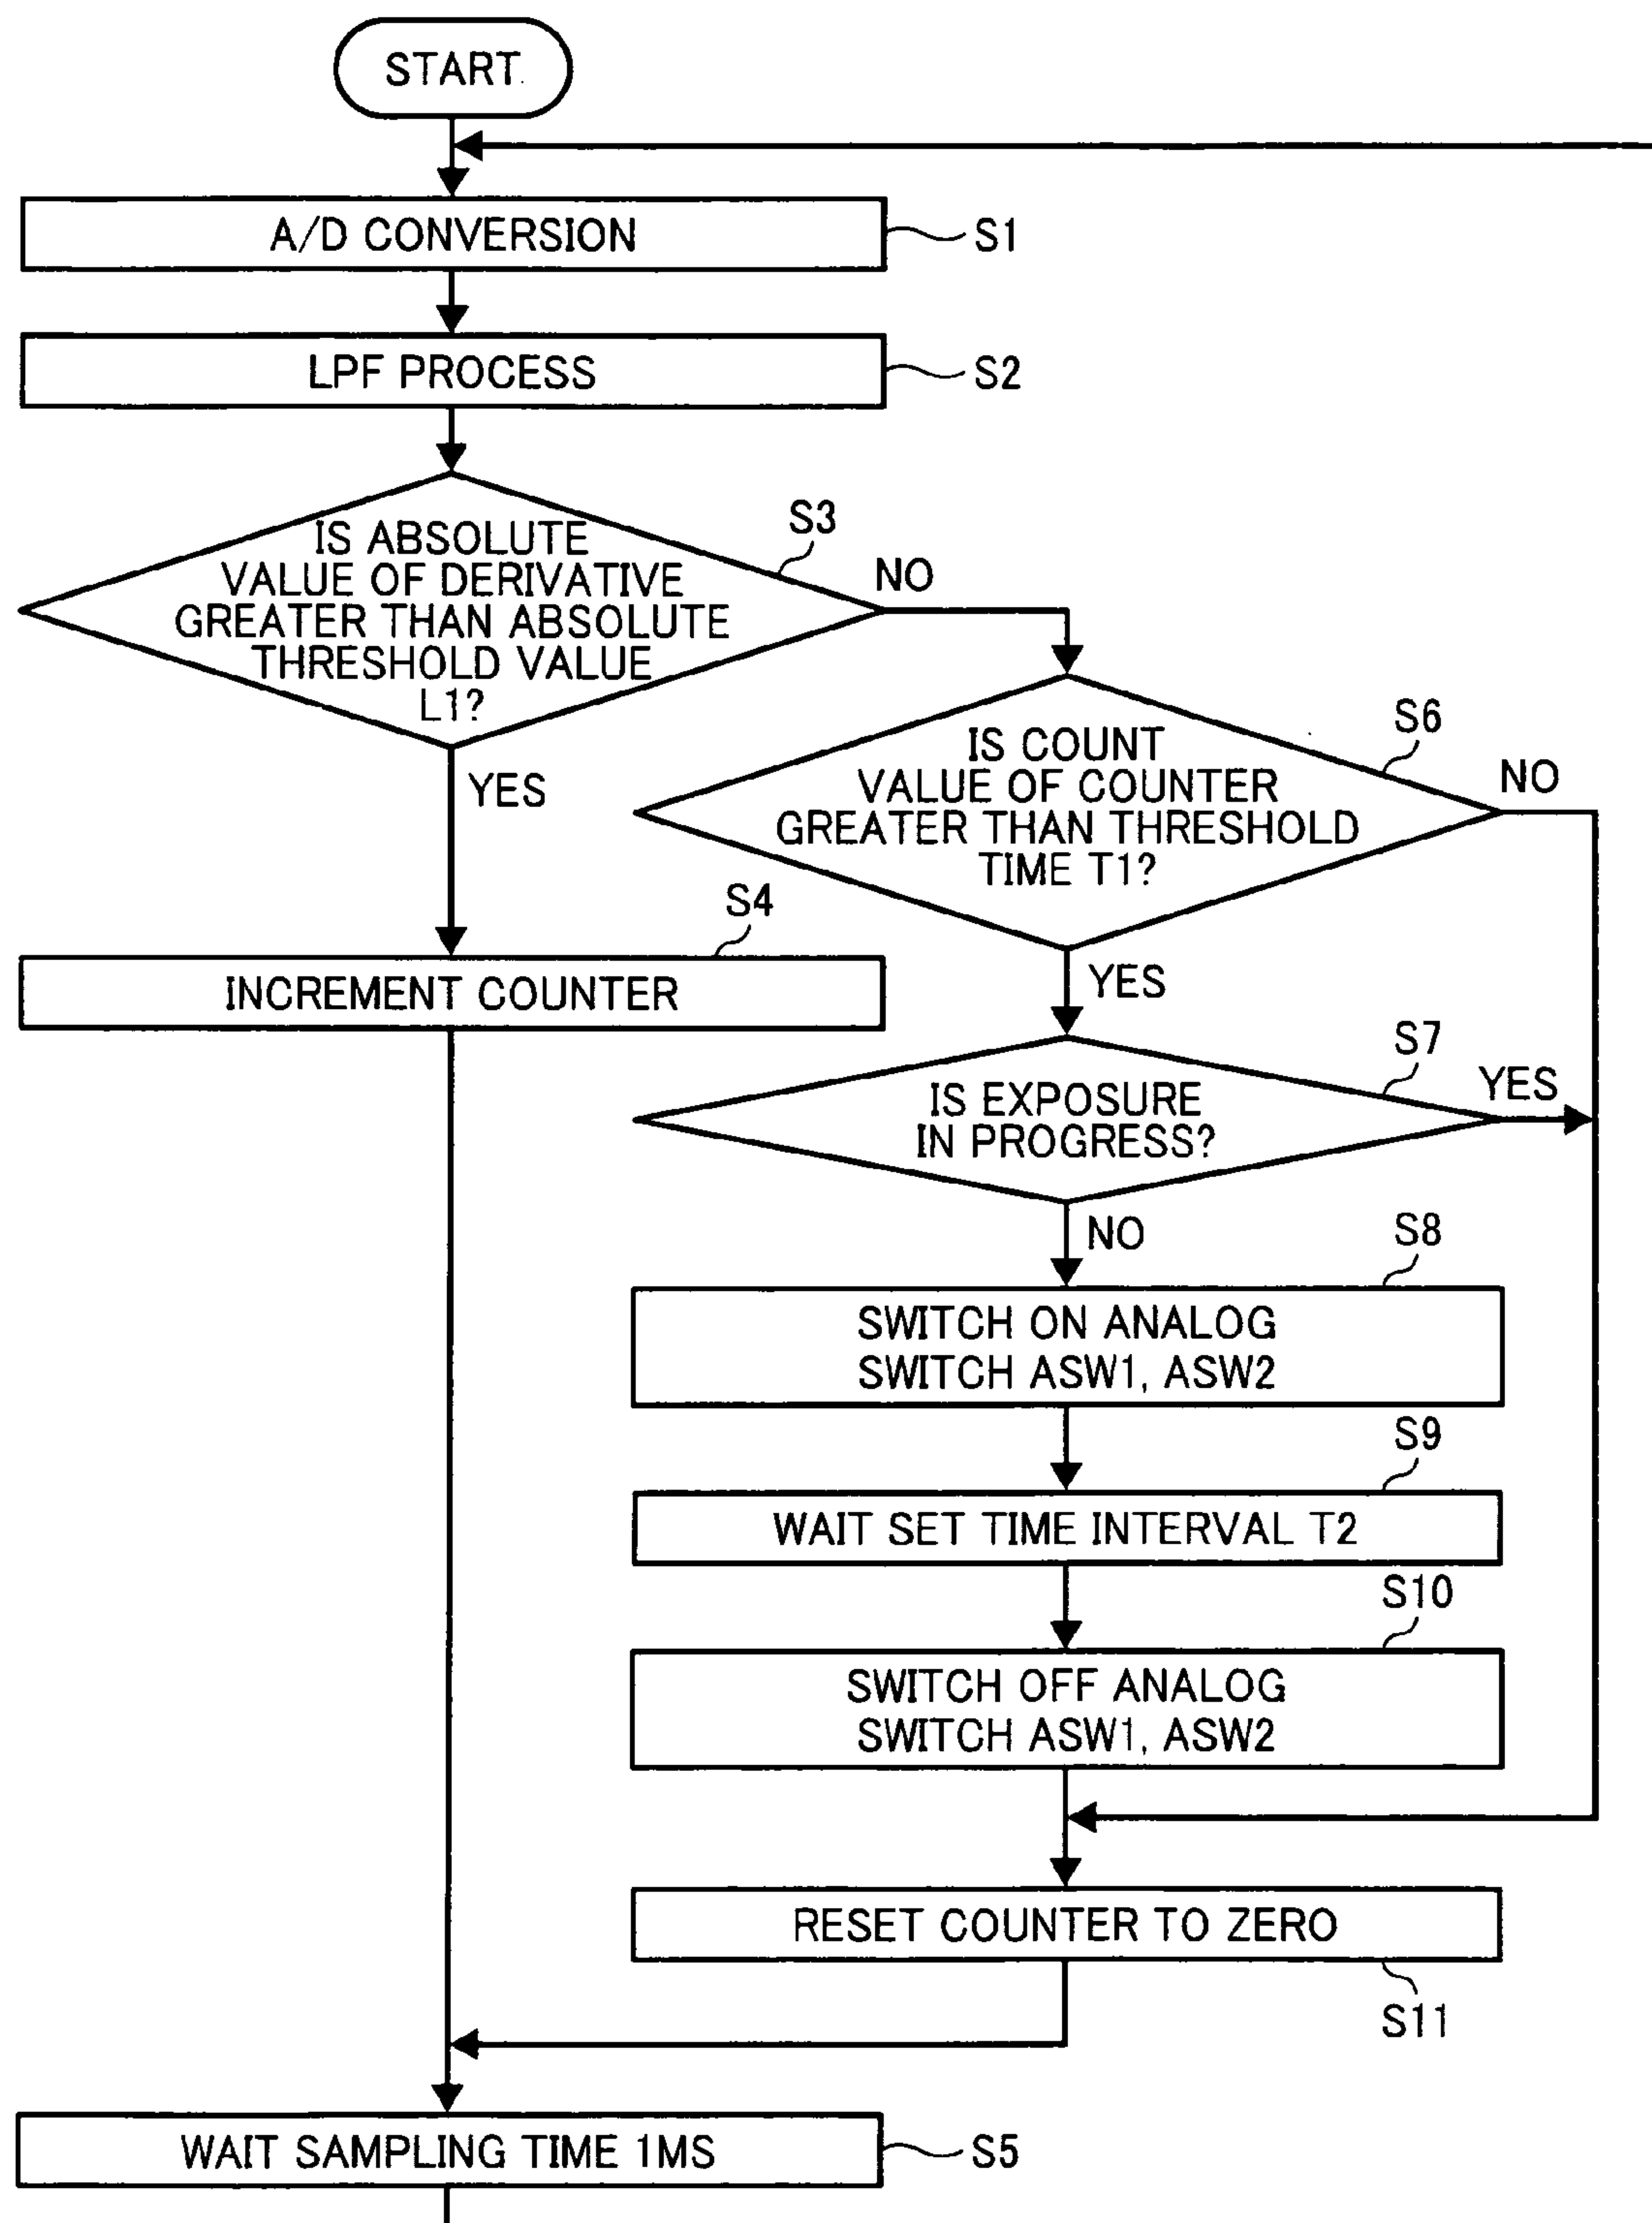 START
A/D CONVERSION
S1
LPF PROCESS
S2
S3
IS ABSOLUTE
VALUE OF DERIVATIVE
GREATER THAN ABSOLUTE
THRESHOLD VALUE
L1?
NO
YES
S6
IS COUNT
VALUE OF COUNTER
GREATER THAN THRESHOLD
TIME T1?
NO
YES
S4
INCREMENT COUNTER
S7
IS EXPOSURE
IN PROGRESS?
YES
NO
S8
SWITCH ON ANALOG
SWITCH ASW1, ASW2
S9
WAIT SET TIME INTERVAL T2
S10
SWITCH OFF ANALOG
SWITCH ASW1, ASW2
RESET COUNTER TO ZERO
S11
WAIT SAMPLING TIME 1MS
S5